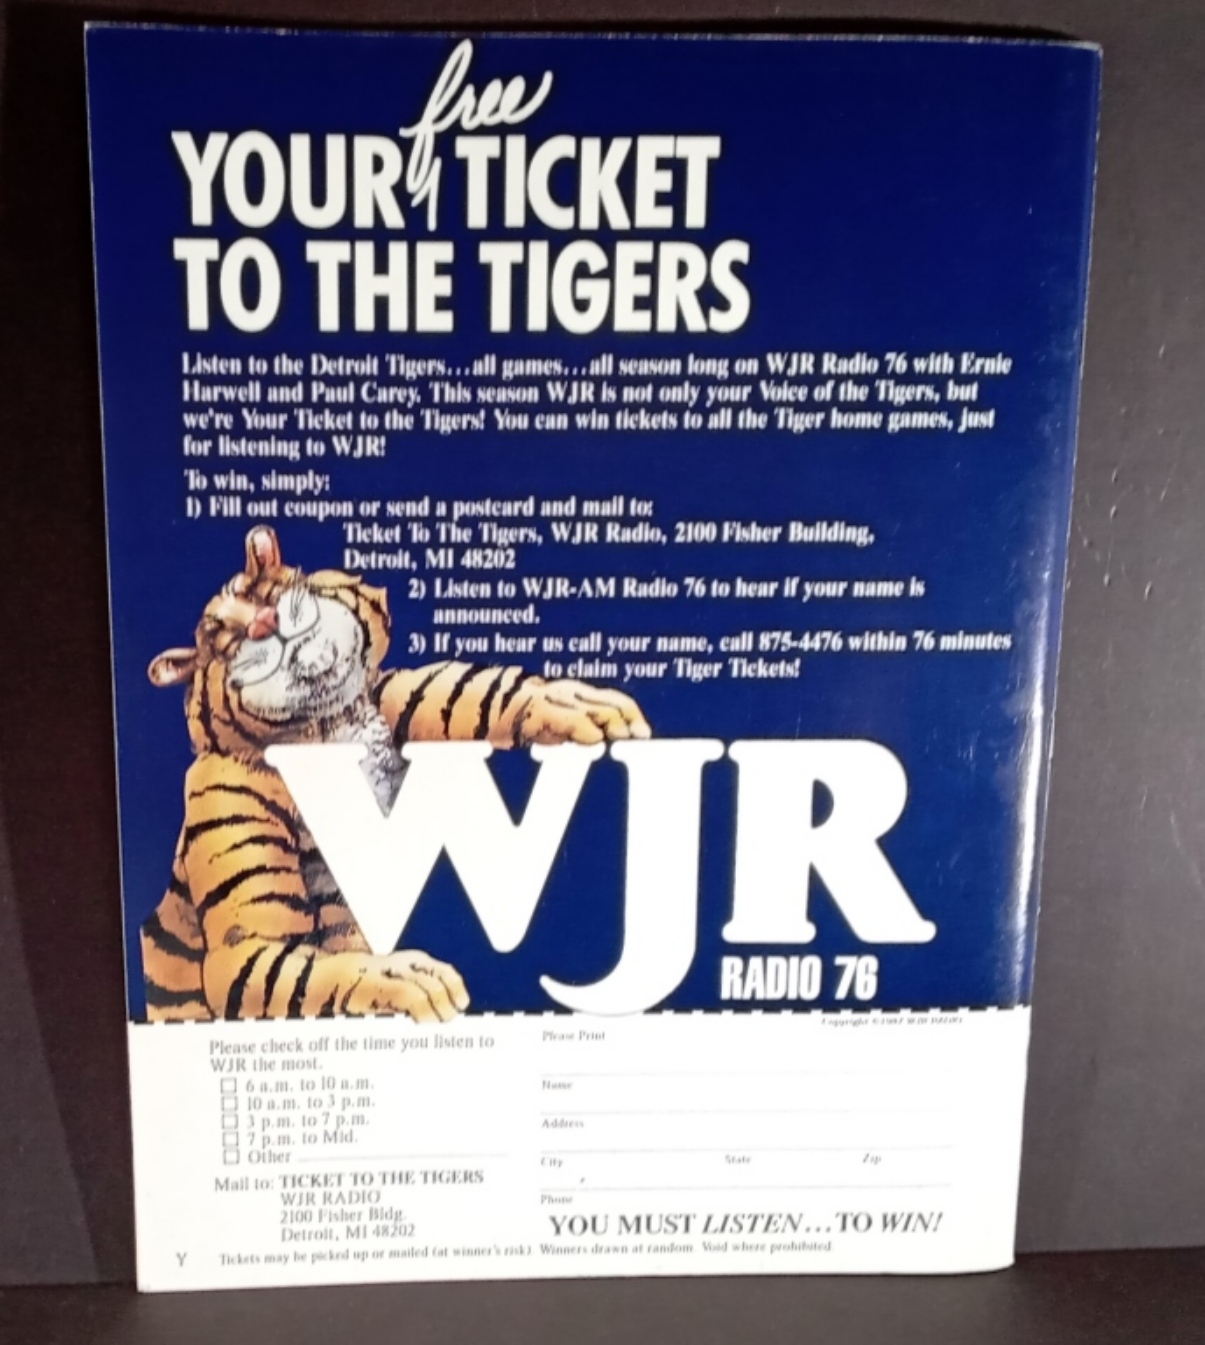 free
YOUR TICKET
TO THE TIGERS
Listen to the Detroit Tigers...all games...all season long on WJR Radio 76 with Ernie
Harwell and Paul Carey. This season WJR is not only your Voice of the Tigers, but
we're Your Ticket to the Tigers! You can win tickets to all the Tiger home games, just
for listening to WJR!
To win, simply:
1) Fill out coupon or send a postcard and mail to:
Ticket To The Tigers, WJR Radio, 2100 Fisher Building,
Detroit, MI 48202
2) Listen to WJR-AM Radio 76 to hear if your name is
announced.
3) If you hear us call your name, call 875-4476 within 76 minutes
to claim your Tiger Tickets!
WJR
RADIO 76
Copyright
Please check off the time you listen to
WJR the most.
6 a.m. to 10 a.m.
10 a.m. to 3 p.m.
3 p.m. to 7 p.m.
7 p.m. to Mid.
Other
Mail to: TICKET TO THE TIGERS
WJR RADIO
2100 Fisher Bldg.
Detroit, MI 48202
Please Print
Name
Address
City State Zip
Phone
YOU MUST LISTEN...TO WIN!
Y Tickets may be picked up or mailed (at winner's risk). Winners drawn at random. Void where prohibited.